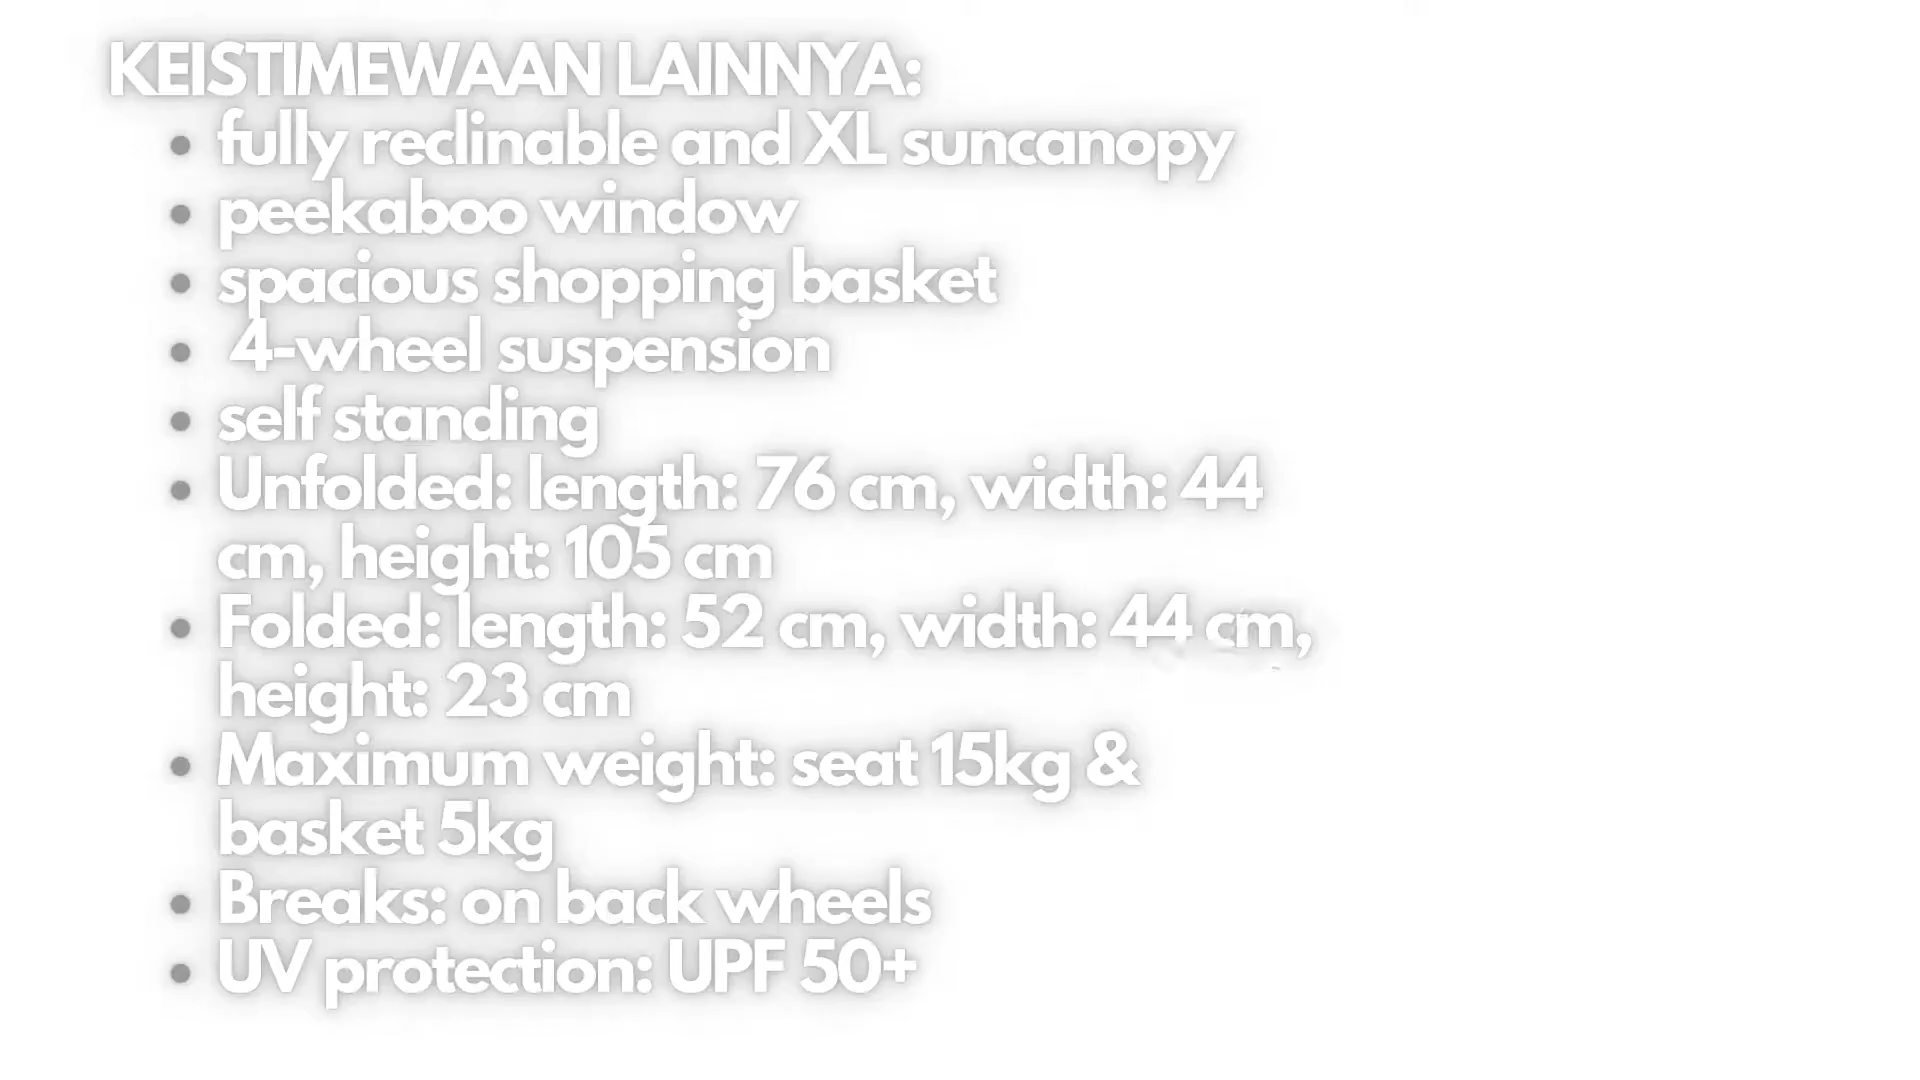 KEISTIMEWAAN LAINNYA:
• fully reclinable and XL suncanopy
• peekaboo window
• spacious shopping basket
• 4-wheel suspension
• self standing
• Unfolded: length: 76 cm, width: 44
cm, height: 105 cm
• Folded: length: 52 cm, width: 44 cm,
height: 23 cm
• Maximum weight: seat 15kg &
basket 5kg
• Breaks: on back wheels
• UV protection: UPF 50+